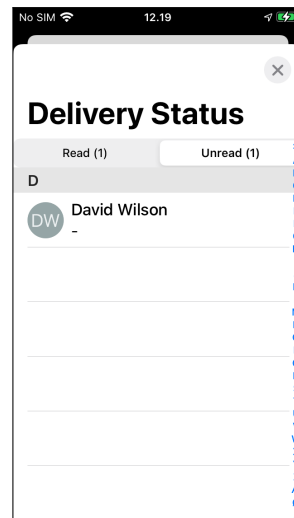 No SIM 12.19
Delivery Status
Read (1) Unread (1)
D
DW David Wilson
-